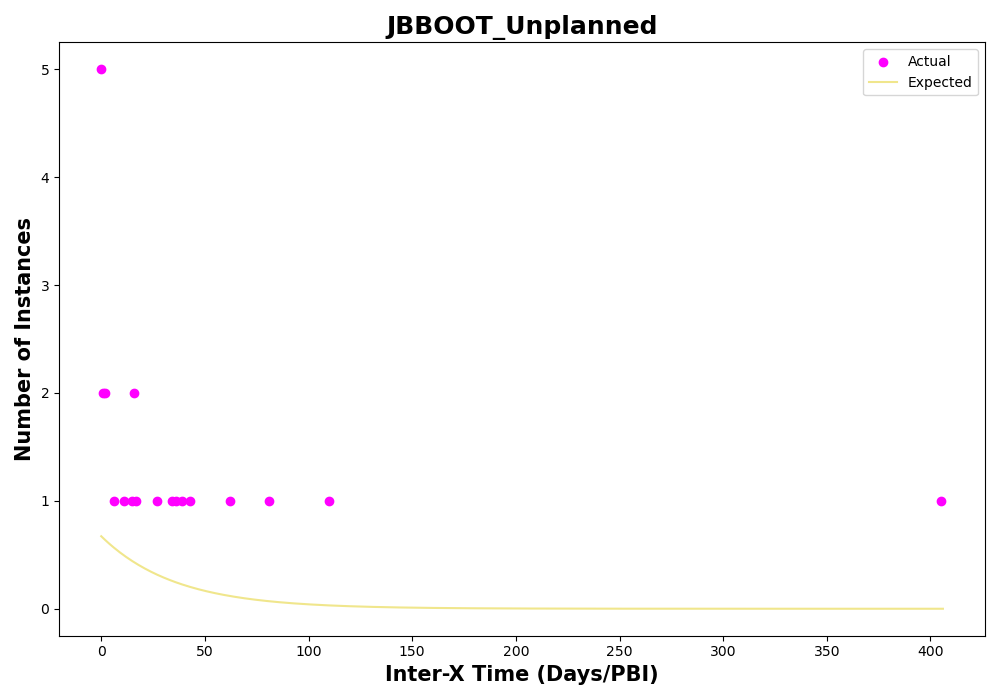 JBBOOT_Unplanned
Actual
Expected
5
4
3
2
1
0
Number of Instances
0 50 100 150 200 250 300 350 400
Inter-X Time (Days/PBI)